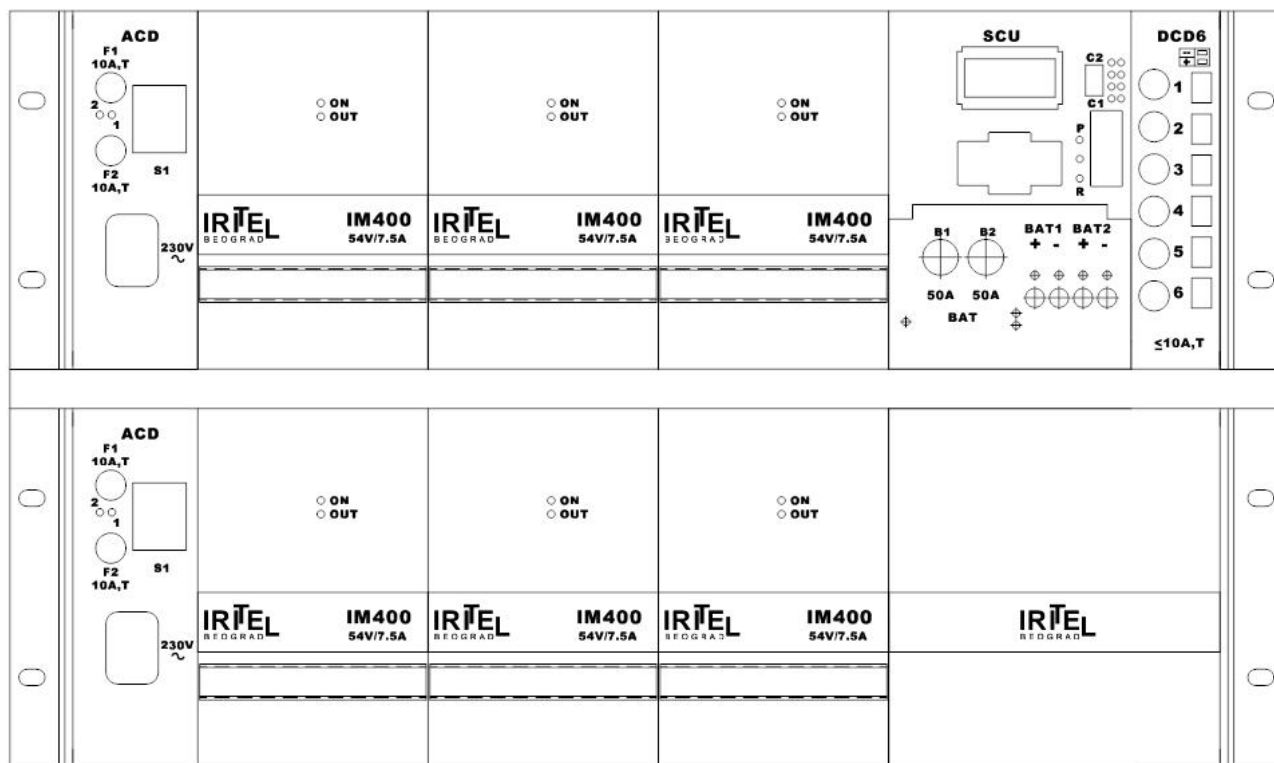 ACD
F1
10A,T
2
1
F2
10A,T
S1
230V
~
ON
OUT
ON
OUT
ON
OUT
IRITEL
BEOGRAD
IM400
54V/7.5A
IRITEL
BEOGRAD
IM400
54V/7.5A
IRITEL
BEOGRAD
IM400
54V/7.5A
SCU
C2
C1
P
R
B1 B2 BAT1 BAT2
+ - + -
50A 50A
BAT
DCD6
- +
1
2
3
4
5
6
≤10A,T
ACD
F1
10A,T
2
1
F2
10A,T
S1
230V
~
ON
OUT
ON
OUT
ON
OUT
IRITEL
BEOGRAD
IM400
54V/7.5A
IRITEL
BEOGRAD
IM400
54V/7.5A
IRITEL
BEOGRAD
IM400
54V/7.5A
IRITEL
BEOGRAD